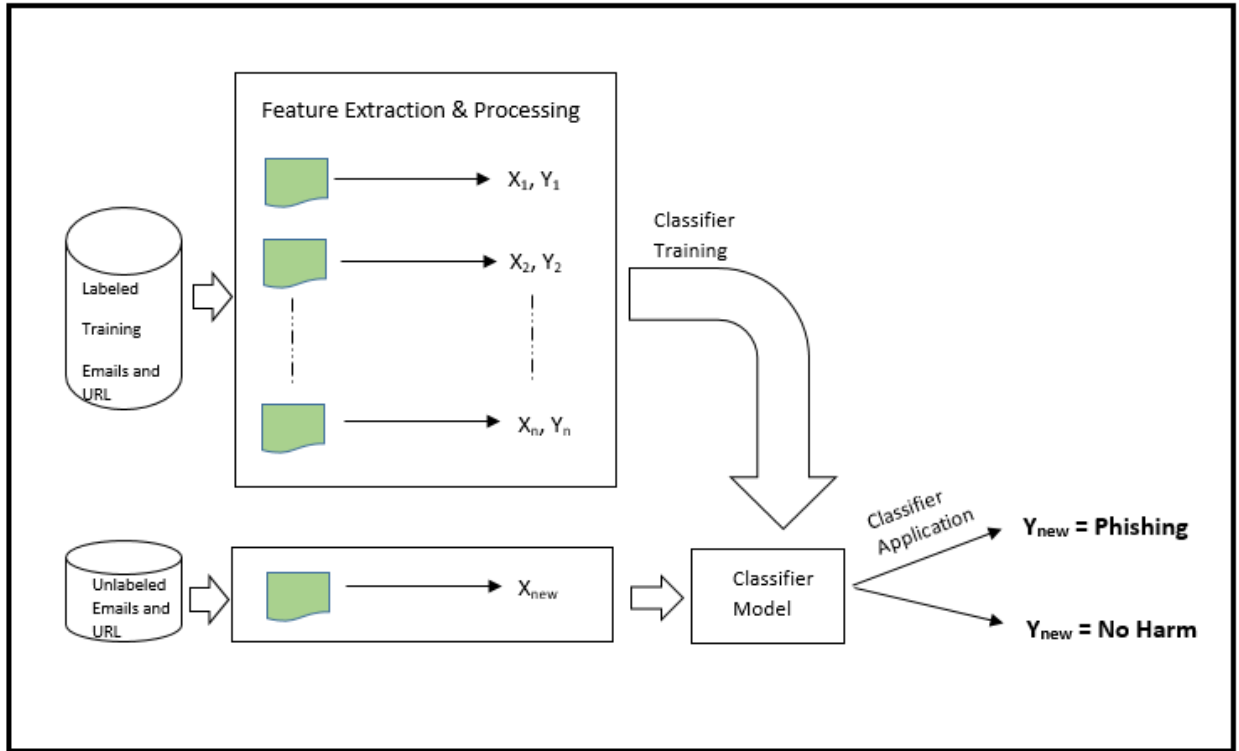 Feature Extraction & Processing
X₁, Y₁
X₂, Y₂
Xₙ, Yₙ
Labeled
Training
Emails and
URL
Classifier
Training
Unlabeled
Emails and
URL
Xnew
Classifier
Model
Classifier
Application
Ynew = Phishing
Ynew = No Harm